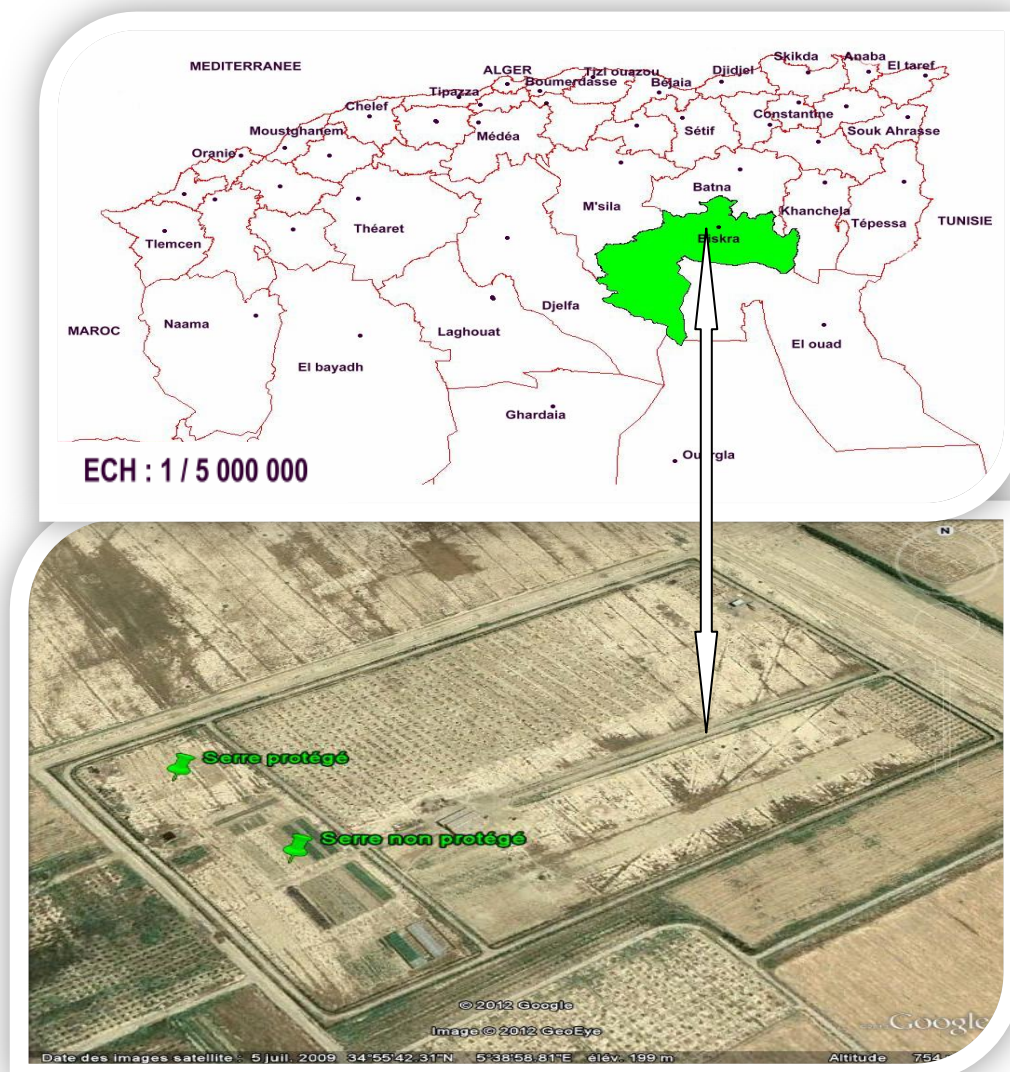 MEDITERRANEE
Skikda
Anaba
El taref
ALGER
Tizi ouazou
Djidjel
Tipazza
Boumerdasse
Bejaia
Chelef
Constantine
Moustghanem
Médéa
Sétif
Souk Ahrasse
Oranie
Batna
M'sila
Khanchela
Tépessa
TUNISIE
Théaret
Tlemcen
Biskra
Djelfa
MAROC
Naama
Laghouat
El ouad
El bayadh
Ghardaia
Ouargla
ECH : 1 / 5 000 000
N
Serre protégé
Serre non protégé
© 2012 Google
Image © 2012 GeoEye
Google
Date des images satellite : 5 juil. 2009 34°55'42.31"N 5°38'58.81"E élév. 199 m Altitude 754